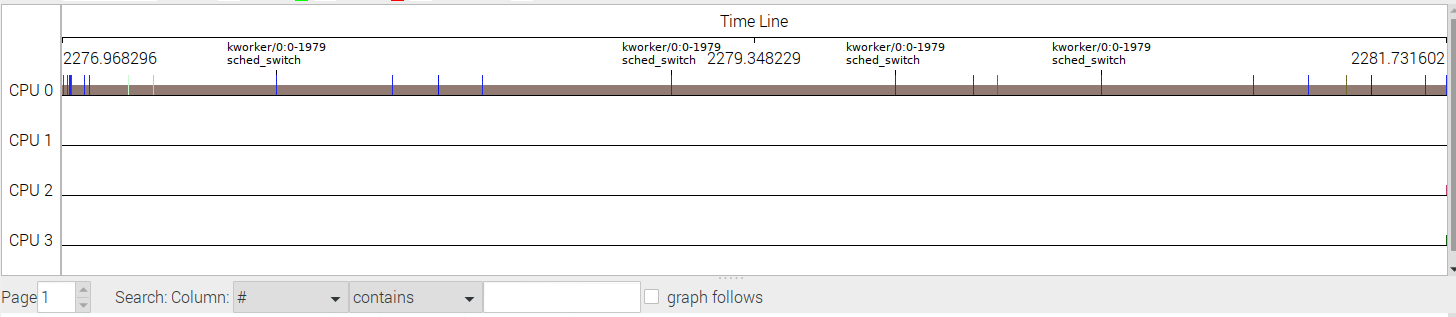 Time Line
kworker/0:0-1979 kworker/0:0-1979 kworker/0:0-1979 kworker/0:0-1979
2276.968296 sched_switch sched_switch 2279.348229 sched_switch sched_switch 2281.731602
CPU 0
CPU 1
CPU 2
CPU 3
Page 1 Search: Column: # contains graph follows